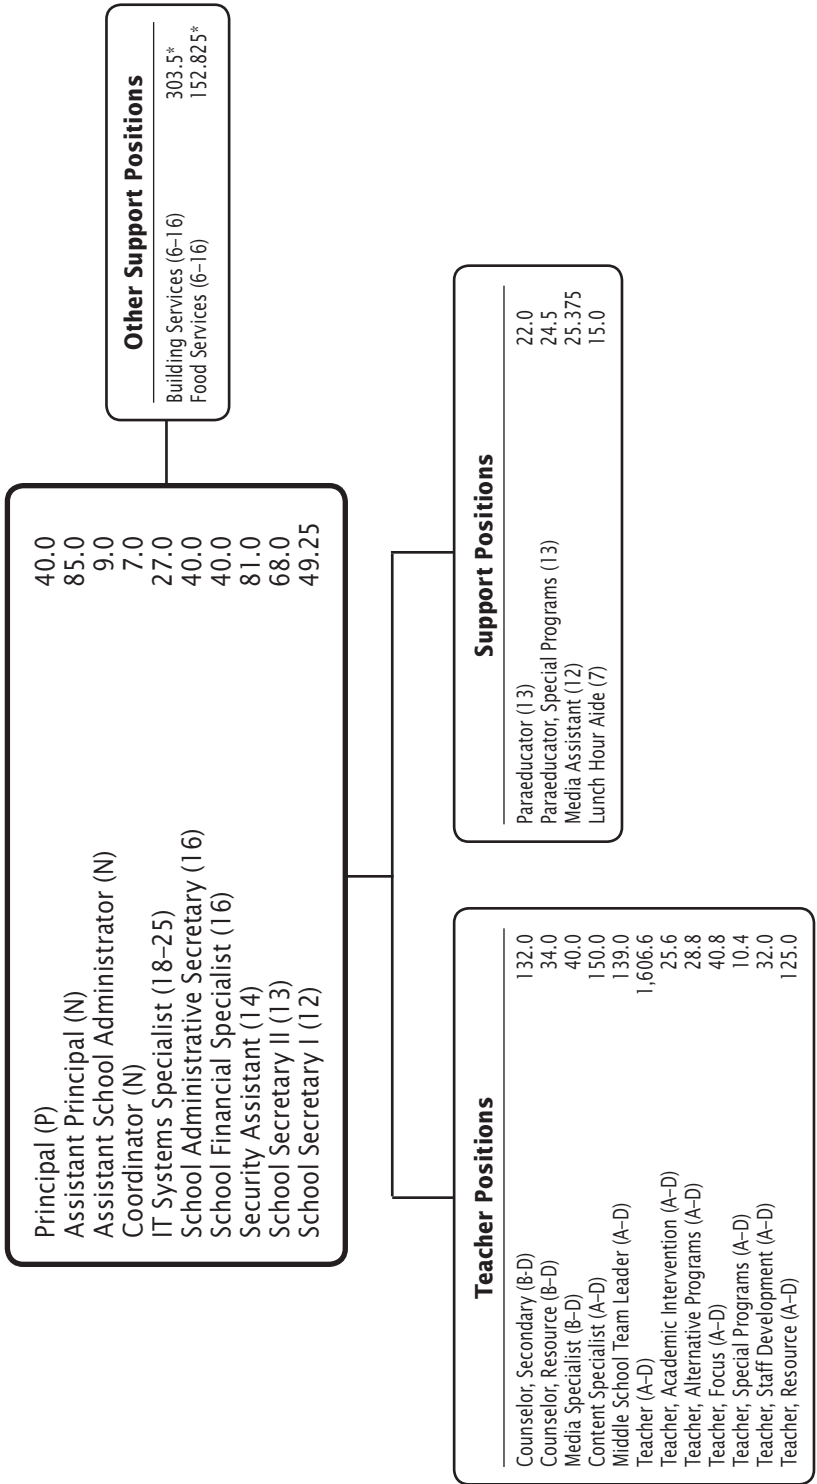 Principal (P) 40.0
Assistant Principal (N) 85.0
Assistant School Administrator (N) 9.0
Coordinator (N) 7.0
IT Systems Specialist (18–25) 27.0
School Administrative Secretary (16) 40.0
School Financial Specialist (16) 40.0
Security Assistant (14) 81.0
School Secretary II (13) 68.0
School Secretary I (12) 49.25
Other Support Positions
Building Services (6–16) 303.5*
Food Services (6–16) 152.825*
Teacher Positions
Counselor, Secondary (B-D) 132.0
Counselor, Resource (B–D) 34.0
Media Specialist (B–D) 40.0
Content Specialist (A–D) 150.0
Middle School Team Leader (A–D) 139.0
Teacher (A–D) 1,606.6
Teacher, Academic Intervention (A–D) 25.6
Teacher, Alternative Programs (A–D) 28.8
Teacher, Focus (A–D) 40.8
Teacher, Special Programs (A–D) 10.4
Teacher, Staff Development (A–D) 32.0
Teacher, Resource (A–D) 125.0
Support Positions
Paraeducator (13) 22.0
Paraeducator, Special Programs (13) 24.5
Media Assistant (12) 25.375
Lunch Hour Aide (7) 15.0